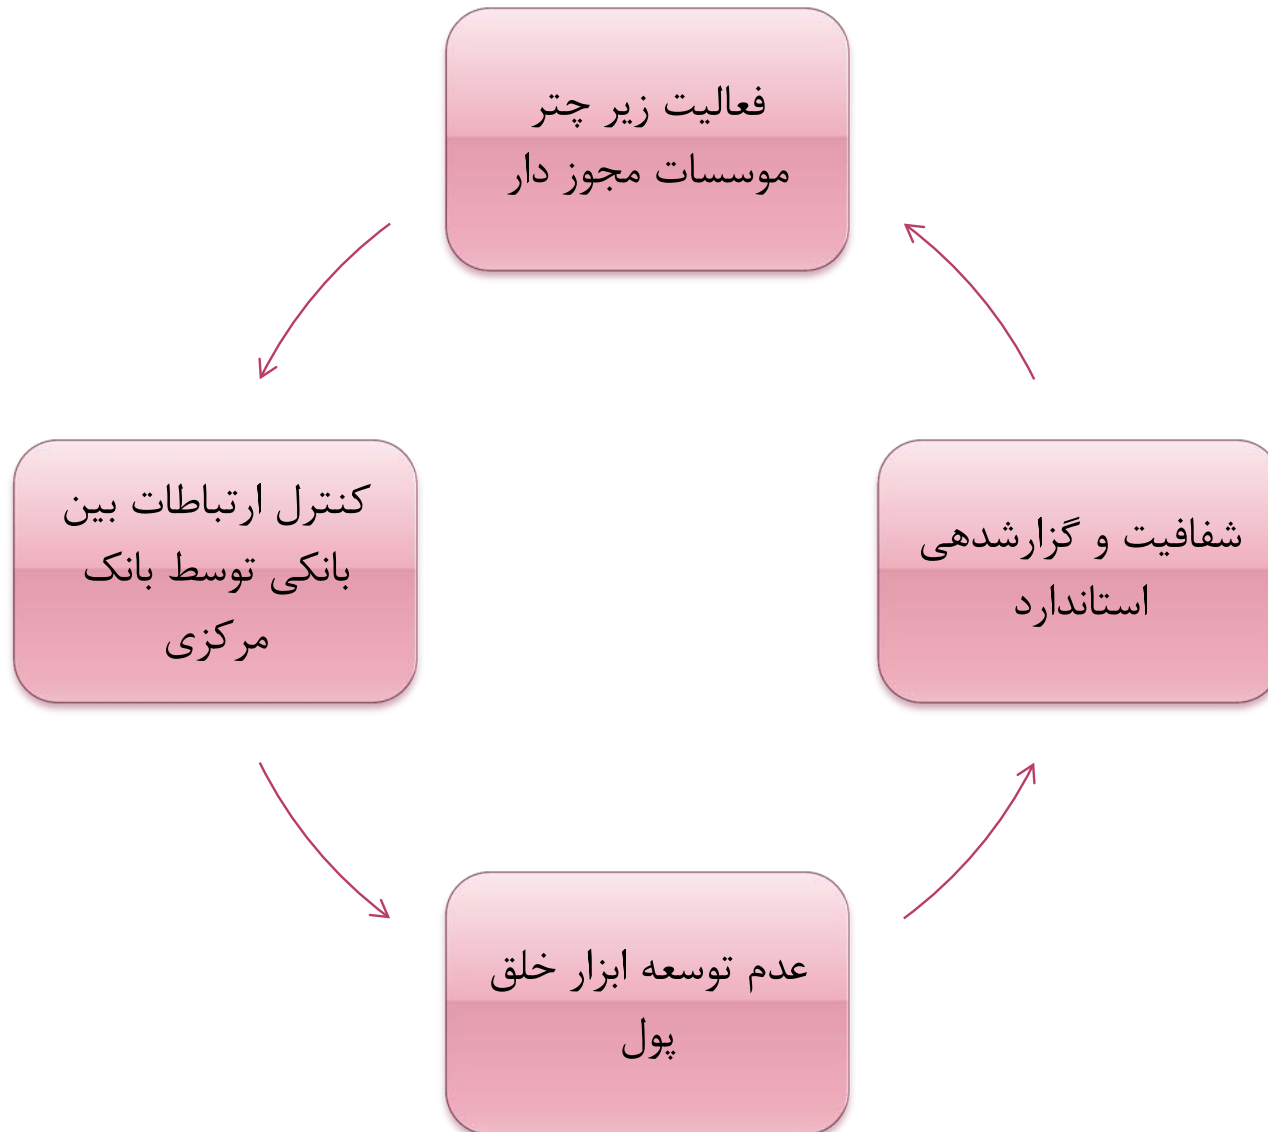 فعالیت زیر چتر
موسسات مجوز دار
شفافیت و گزارشدهی
استاندارد
کنترل ارتباطات بین
بانکی توسط بانک
مرکزی
عدم توسعه ابزار خلق
پول